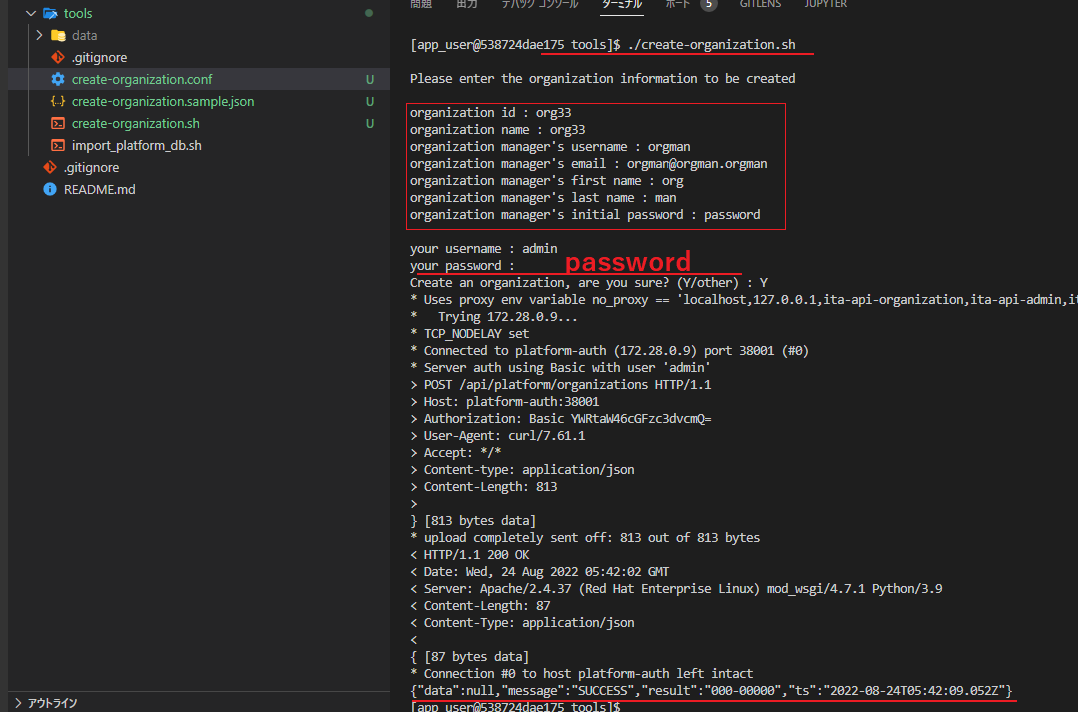 tools
data
.gitignore
create-organization.conf U
create-organization.sample.json U
create-organization.sh U
import_platform_db.sh
.gitignore
README.md
アウトライン
問題 出力 デバッグ コンソール ターミナル ポート 5 GITLENS JUPYTER
[app_user@538724dae175 tools]$ ./create-organization.sh
Please enter the organization information to be created
organization id : org33
organization name : org33
organization manager's username : orgman
organization manager's email : orgman@orgman.orgman
organization manager's first name : org
organization manager's last name : man
organization manager's initial password : password
your username : admin
your password : password
Create an organization, are you sure? (Y/other) : Y
* Uses proxy env variable no_proxy == 'localhost,127.0.0.1,ita-api-organization,ita-api-admin,it
*   Trying 172.28.0.9...
* TCP_NODELAY set
* Connected to platform-auth (172.28.0.9) port 38001 (#0)
* Server auth using Basic with user 'admin'
> POST /api/platform/organizations HTTP/1.1
> Host: platform-auth:38001
> Authorization: Basic YWRtaW46cGFzc3dvcmQ=
> User-Agent: curl/7.61.1
> Accept: */*
> Content-type: application/json
> Content-Length: 813
>
} [813 bytes data]
* upload completely sent off: 813 out of 813 bytes
< HTTP/1.1 200 OK
< Date: Wed, 24 Aug 2022 05:42:02 GMT
< Server: Apache/2.4.37 (Red Hat Enterprise Linux) mod_wsgi/4.7.1 Python/3.9
< Content-Length: 87
< Content-Type: application/json
<
{ [87 bytes data]
* Connection #0 to host platform-auth left intact
{"data":null,"message":"SUCCESS","result":"000-00000","ts":"2022-08-24T05:42:09.052Z"}
[app_user@538724dae175 tools]$